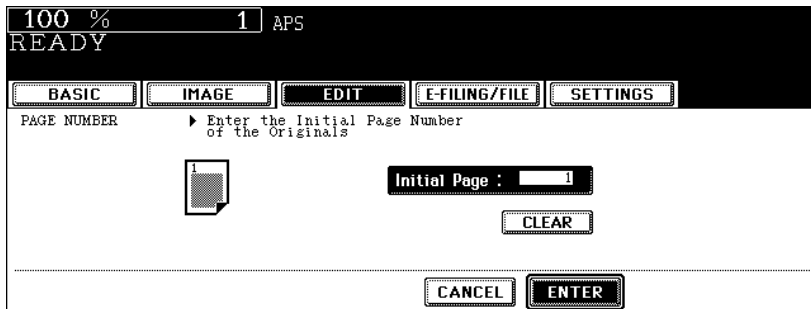 100 % 1 APS
READY
BASIC IMAGE EDIT E-FILING/FILE SETTINGS
PAGE NUMBER ▶ Enter the Initial Page Number
of the Originals
1
Initial Page : 1
CLEAR
CANCEL ENTER